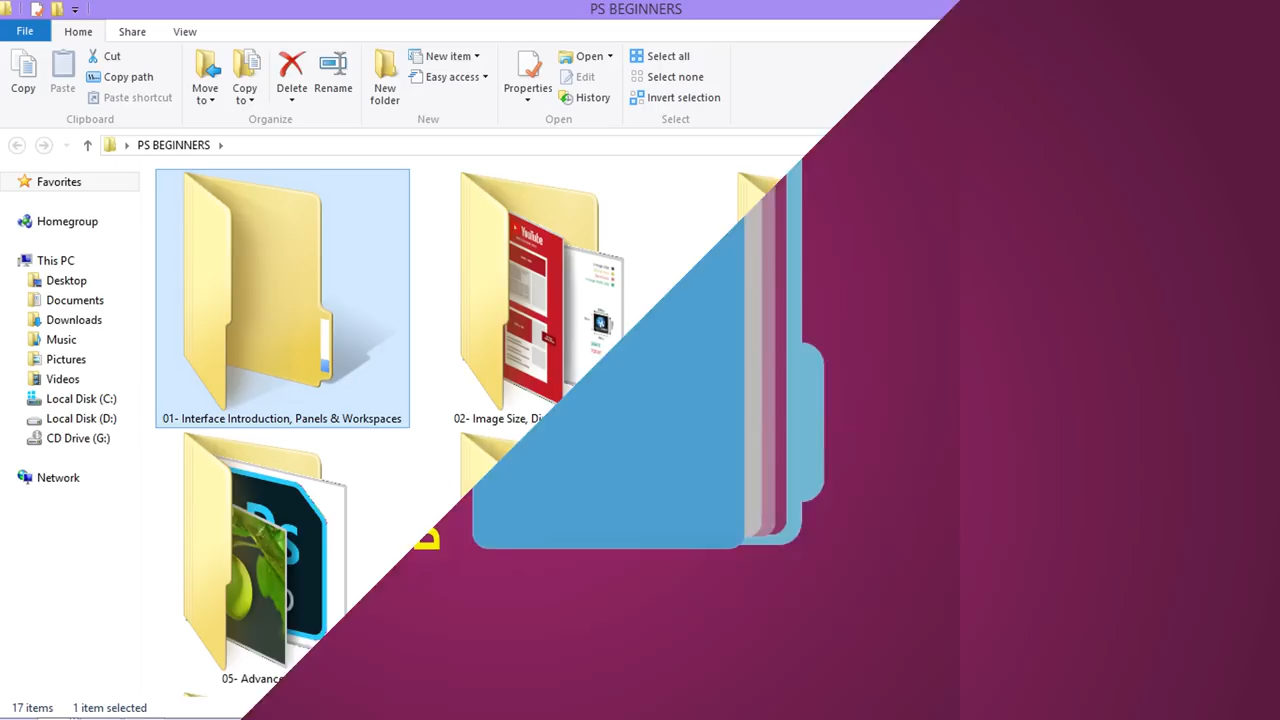 PS BEGINNERS
File Home Share View
Copy
Paste
Cut
Copy path
Paste shortcut
Clipboard
Move to
Copy to
Delete
Rename
Organize
New folder
New item
Easy access
New
Properties
Open
Edit
History
Open
Select all
Select none
Invert selection
Select
PS BEGINNERS
Favorites
Homegroup
This PC
Desktop
Documents
Downloads
Music
Pictures
Videos
Local Disk (C:)
Local Disk (D:)
CD Drive (G:)
Network
YouTube
01- Interface Introduction, Panels & Workspaces
02- Image Size, Di
Ps
05- Advance
17 items 1 item selected